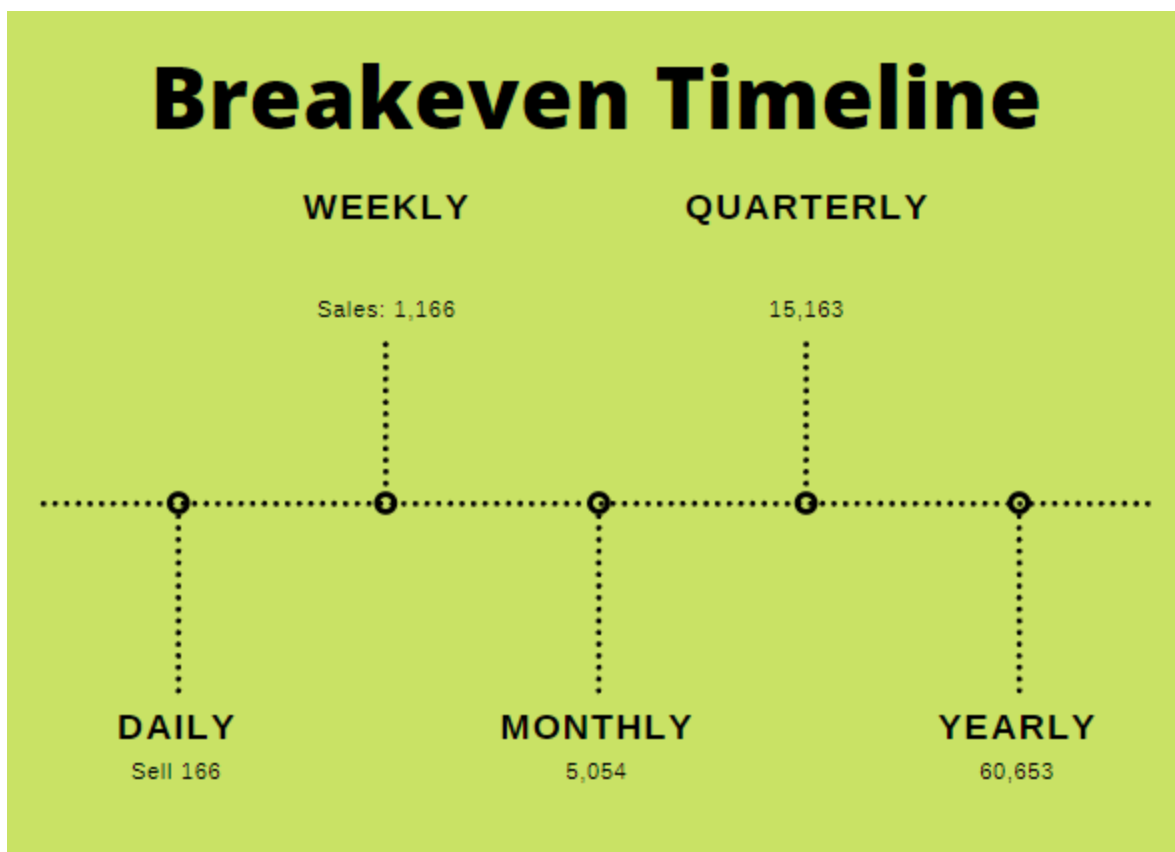 Breakeven Timeline
WEEKLY
Sales: 1,166
QUARTERLY
15,163
DAILY
Sell 166
MONTHLY
5,054
YEARLY
60,653